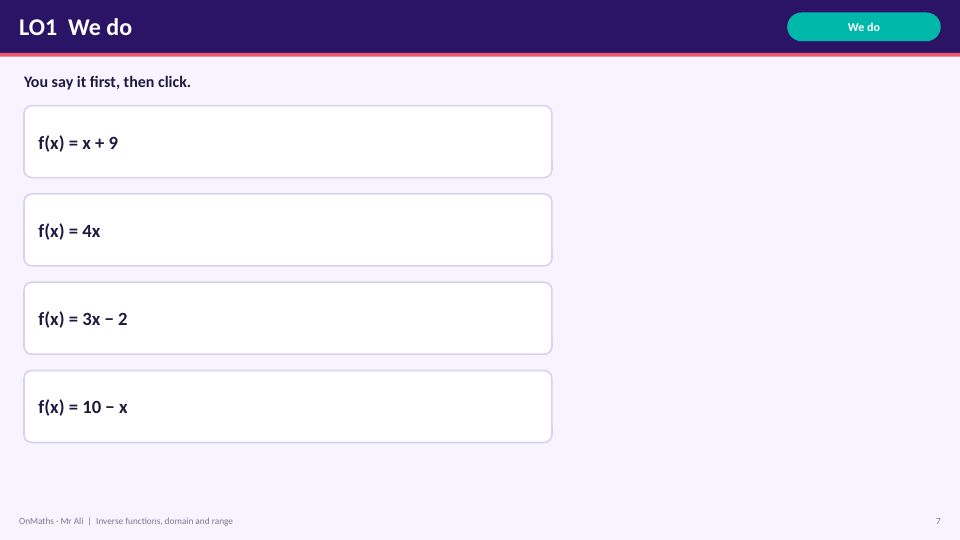 LO1 We do
We do
You say it first, then click.
f(x) = x + 9
f(x) = 4x
f(x) = 3x − 2
f(x) = 10 − x
OnMaths - Mr Ali | Inverse functions, domain and range
7